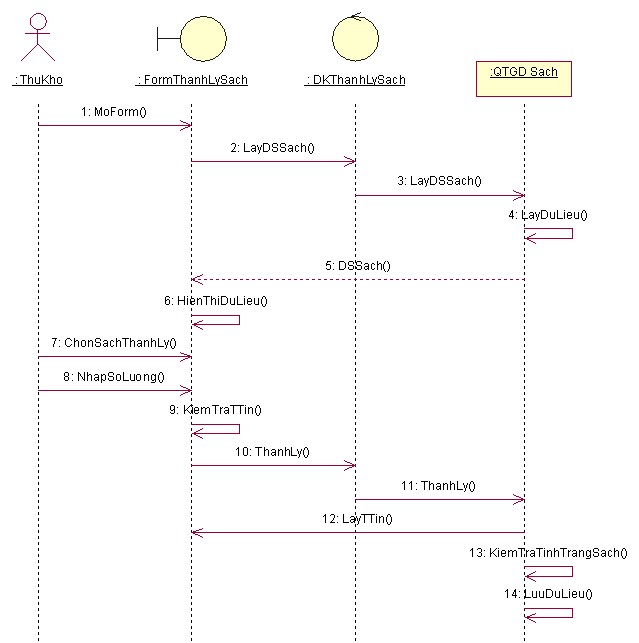 : ThuKho
: FormThanhLySach
: DKThanhLySach
:QTGD Sach
1: MoForm()
2: LayDSSach()
3: LayDSSach()
4: LayDuLieu()
5: DSSach()
6: HienThiDuLieu()
7: ChonSachThanhLy()
8: NhapSoLuong()
9: KiemTraTTin()
10: ThanhLy()
11: ThanhLy()
12: LayTTin()
13: KiemTraTinhTrangSach()
14: LuuDuLieu()